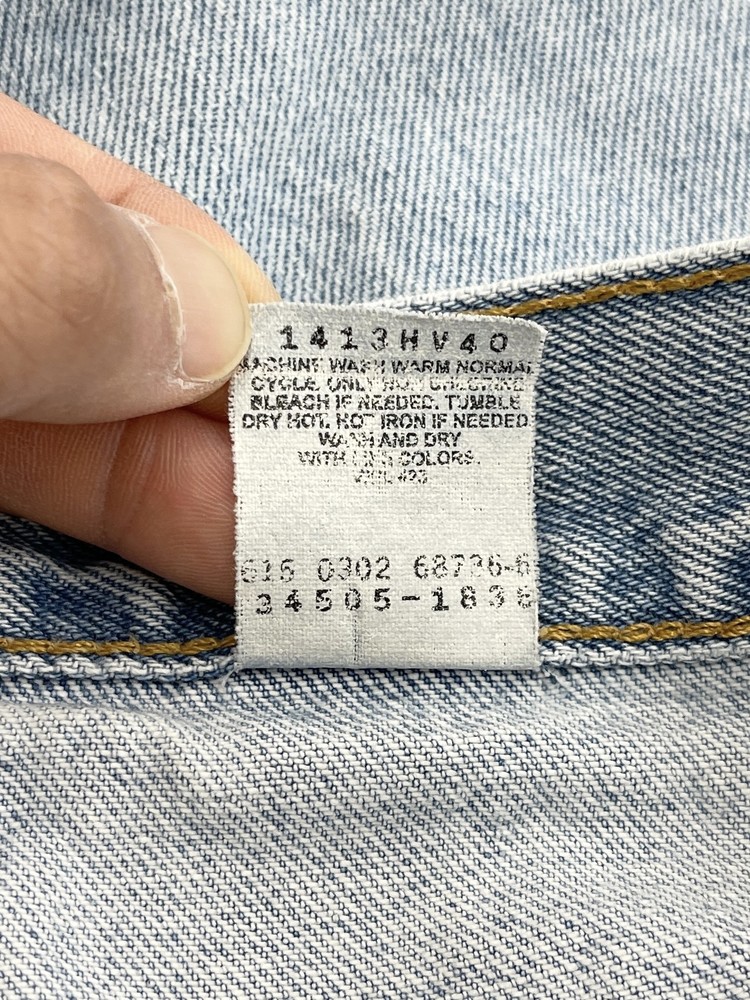 1413HV40
MACHINE WASH WARM NORMAL
CYCLE. ONLY NON CHLORINE
BLEACH IF NEEDED. TUMBLE
DRY HOT. HOT IRON IF NEEDED
WASH AND DRY
WITH LIKE COLORS.
615 0302 68736-6
34505-1836